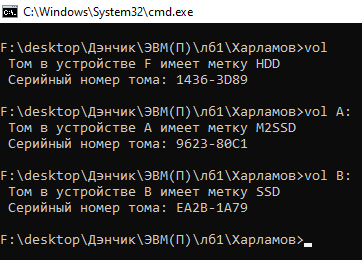 C:\Windows\System32\cmd.exe
F:\desktop\Дэнчик\ЭВМ(П)\лб1\Харламов>vol
Том в устройстве F имеет метку HDD
Серийный номер тома: 1436-3D89
F:\desktop\Дэнчик\ЭВМ(П)\лб1\Харламов>vol A:
Том в устройстве A имеет метку M2SSD
Серийный номер тома: 9623-80C1
F:\desktop\Дэнчик\ЭВМ(П)\лб1\Харламов>vol B:
Том в устройстве B имеет метку SSD
Серийный номер тома: EA2B-1A79
F:\desktop\Дэнчик\ЭВМ(П)\лб1\Харламов>